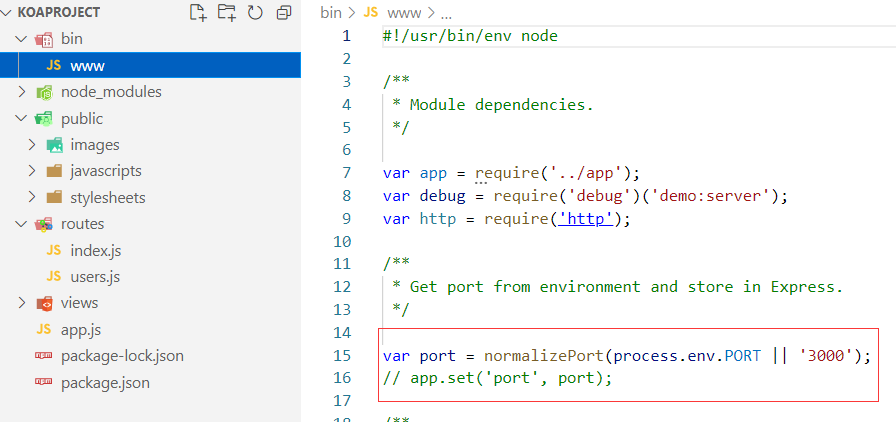 KOAPROJECT
bin
JS www
node_modules
public
images
javascripts
stylesheets
routes
JS index.js
JS users.js
views
JS app.js
package-lock.json
package.json
bin > JS www > ...
1 #!/usr/bin/env node
2
3 /**
4 * Module dependencies.
5 */
6
7 var app = require('../app');
8 var debug = require('debug')('demo:server');
9 var http = require('http');
10
11 /**
12 * Get port from environment and store in Express.
13 */
14
15 var port = normalizePort(process.env.PORT || '3000');
16 // app.set('port', port);
17
18 /**